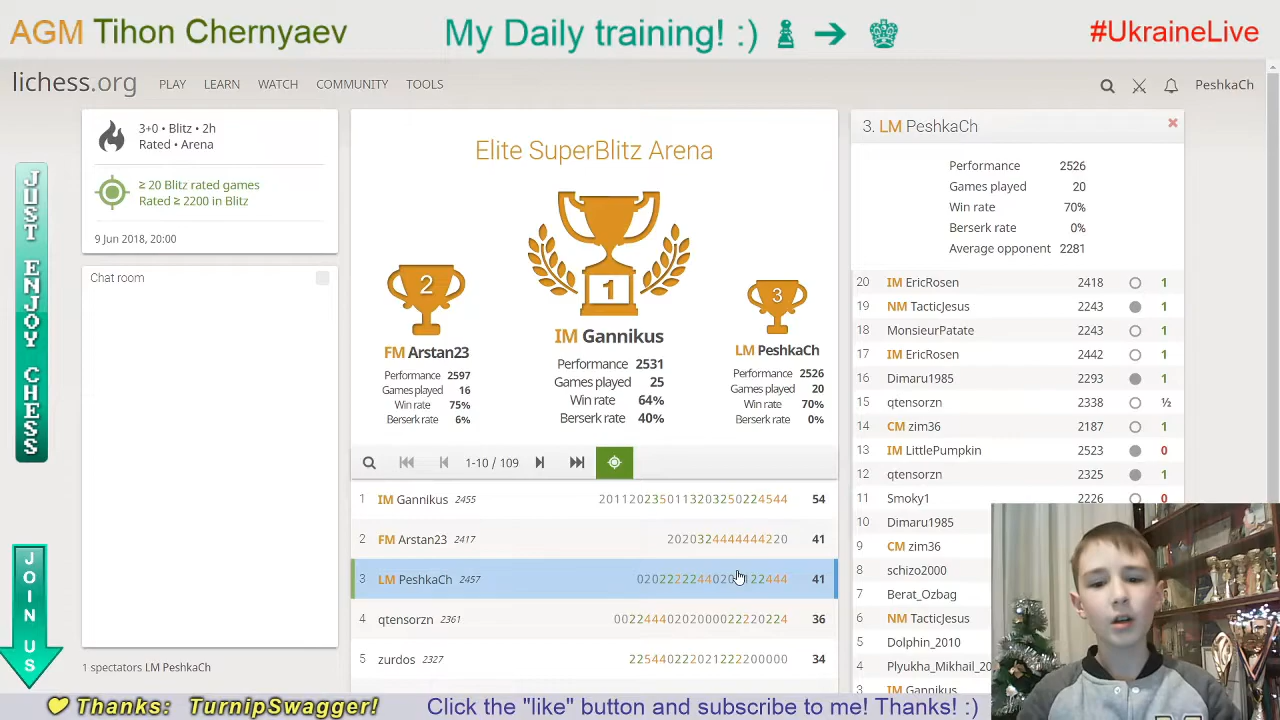 AGM Tihon Chernyaev
My Daily training! :)
#UkraineLive
lichess.org PLAY LEARN WATCH COMMUNITY TOOLS PeshkaCh
JUST ENJOY CHESS
JOIN US
3+0 • Blitz • 2h
Rated • Arena
≥ 20 Blitz rated games
Rated ≥ 2200 in Blitz
9 Jun 2018, 20:00
Chat room
1 spectators LM PeshkaCh
Elite SuperBlitz Arena
2
FM Arstan23
Performance 2597
Games played 16
Win rate 75%
Berserk rate 6%
1
IM Gannikus
Performance 2531
Games played 25
Win rate 64%
Berserk rate 40%
3
LM PeshkaCh
Performance 2526
Games played 20
Win rate 70%
Berserk rate 0%
1-10 / 109
1 IM Gannikus 2455 2011202350113203250224544 54
2 FM Arstan23 2417 2020324444444220 41
3 LM PeshkaCh 2457 41
4 qtensorzn 2361 00224440202000022220224 36
5 zurdos 2327 225440222021222200000 34
3. LM PeshkaCh
Performance 2526
Games played 20
Win rate 70%
Berserk rate 0%
Average opponent 2281
20 IM EricRosen 2418 1
19 NM TacticJesus 2243 1
18 MonsieurPatate 2243 1
17 IM EricRosen 2442 1
16 Dimaru1985 2293 1
15 qtensorzn 2338 ½
14 CM zim36 2187 1
13 IM LittlePumpkin 2523 0
12 qtensorzn 2325 1
11 Smoky1 2226 0
10 Dimaru1985
9 CM zim36
8 schizo2000
7 Berat_Ozbag
6 NM TacticJesus
5 Dolphin_2010
4 Plyukha_Mikhail_20
3 IM Gannikus
Thanks: TurnipSwagger!
Click the "like" button and subscribe to me! Thanks! :)